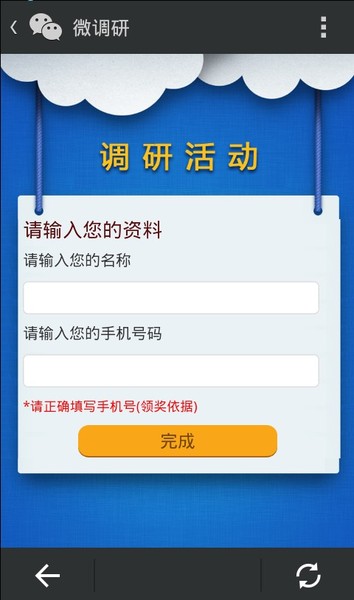 微调研
调研活动
请输入您的资料
请输入您的名称
请输入您的手机号码
*请正确填写手机号(领奖依据)
完成